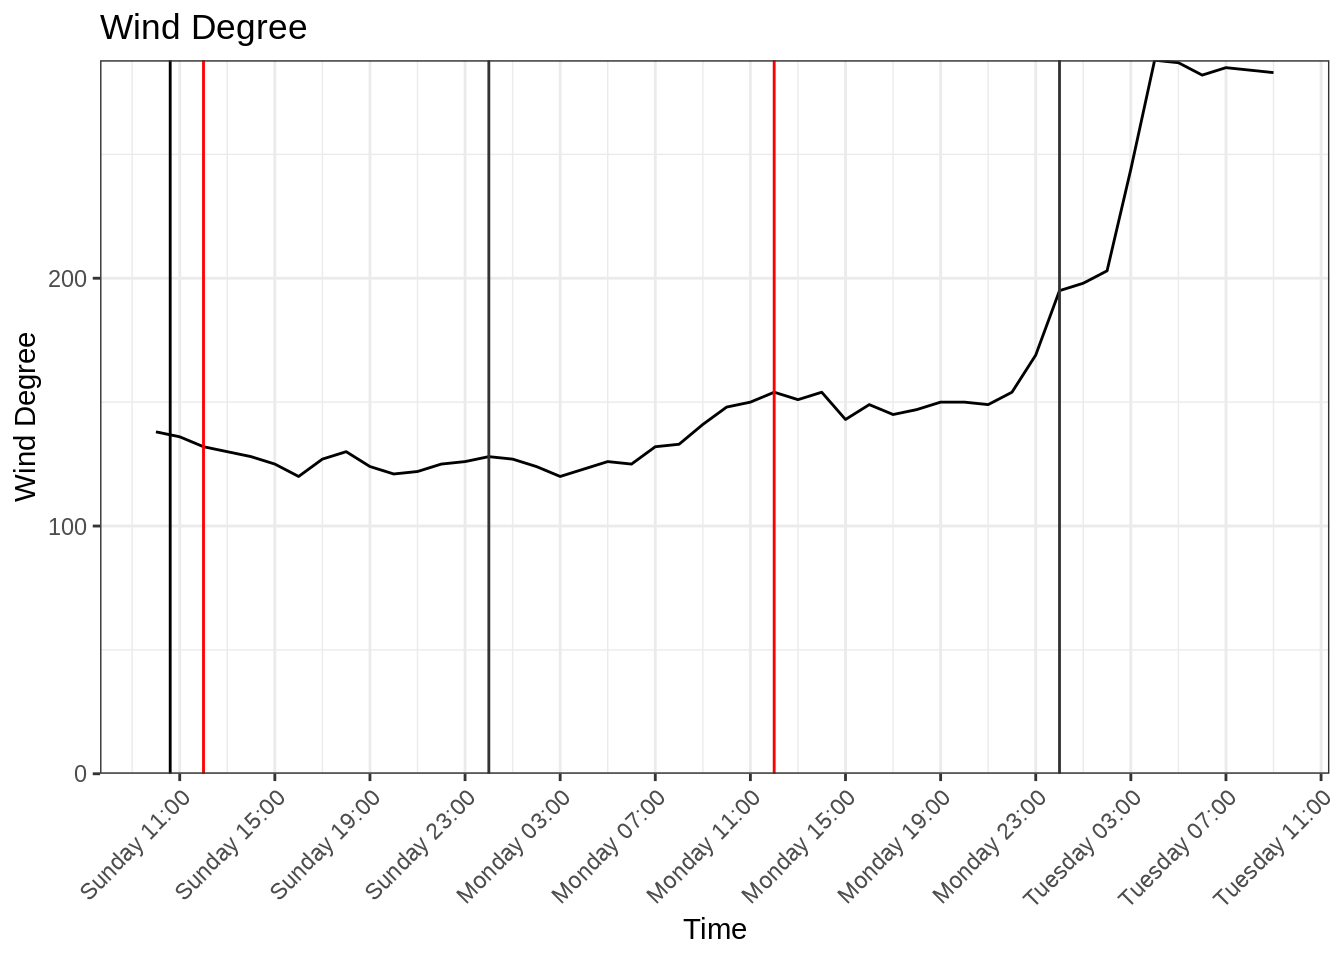 Wind Degree
Wind Degree
200
100
0
Sunday 11:00
Sunday 15:00
Sunday 19:00
Sunday 23:00
Monday 03:00
Monday 07:00
Monday 11:00
Monday 15:00
Monday 19:00
Monday 23:00
Tuesday 03:00
Tuesday 07:00
Tuesday 11:00
Time